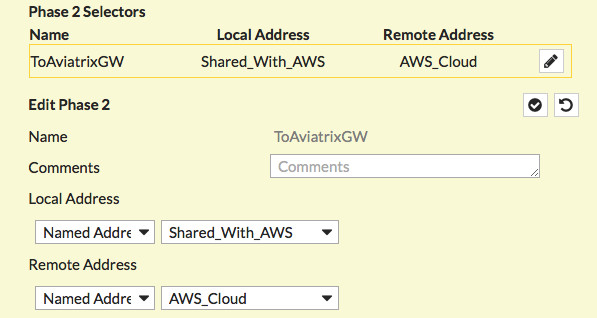 Phase 2 Selectors
Name Local Address Remote Address
ToAviatrixGW Shared_With_AWS AWS_Cloud
Edit Phase 2
Name ToAviatrixGW
Comments Comments
Local Address
Named Addre Shared_With_AWS
Remote Address
Named Addre AWS_Cloud